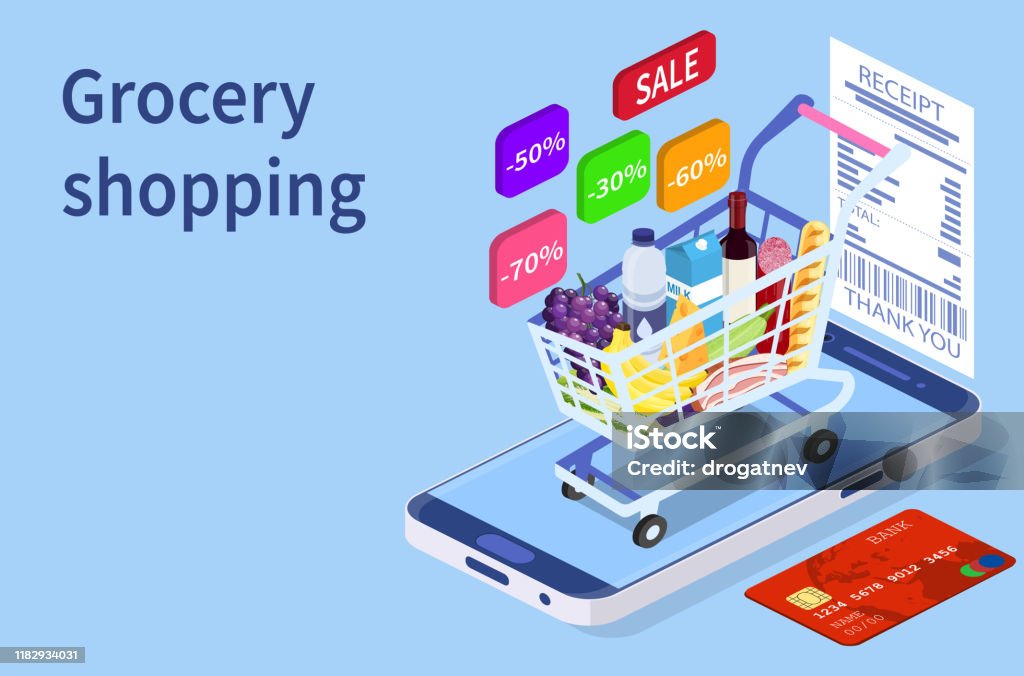 Grocery
shopping
SALE
-50%
-30%
-60%
-70%
RECEIPT
TOTAL:
THANK YOU
MILK
iStock™
Credit: drogatnev
BANK
1234 5678 9012 3456
NAME
00/00
1182934031